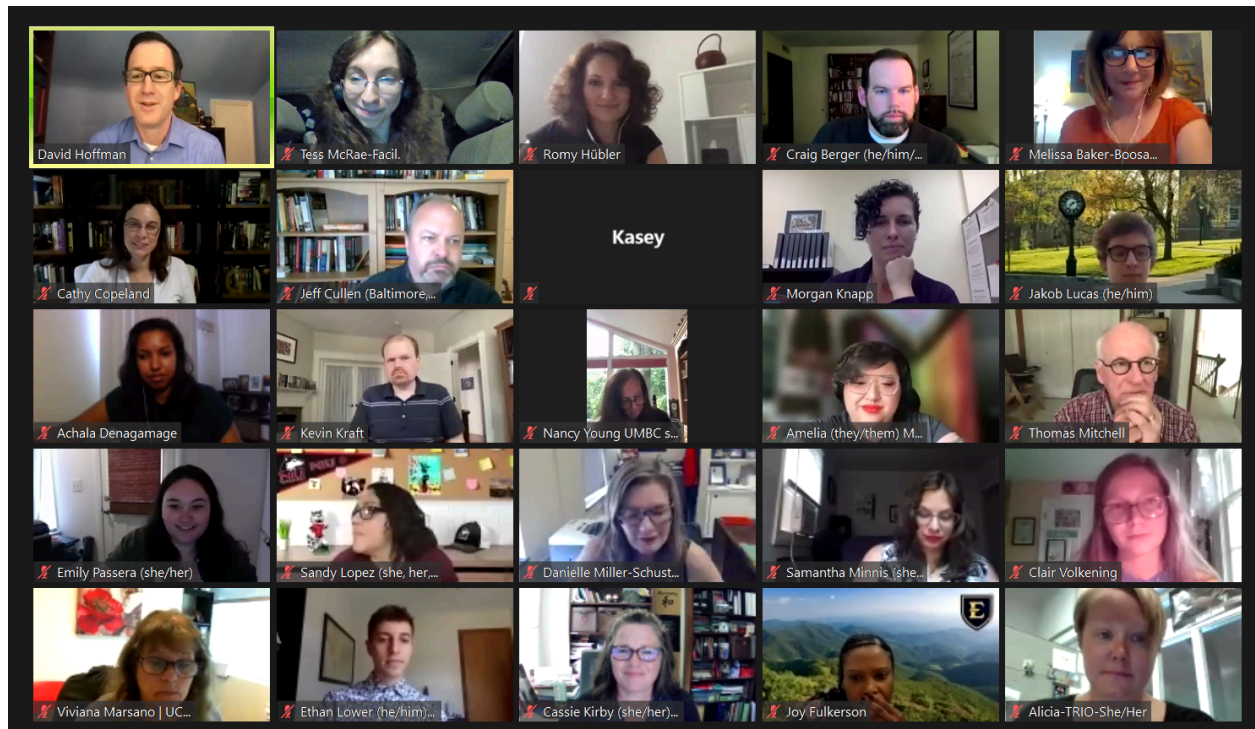 David Hoffman
Tess McRae-Facil.
Romy Hübler
Craig Berger (he/him/...
Melissa Baker-Boosa...
Cathy Copeland
Jeff Cullen (Baltimore,...
Kasey
Morgan Knapp
Jakob Lucas (he/him)
Achala Denagamage
Kevin Kraft
Nancy Young UMBC s...
Amelia (they/them) M...
Thomas Mitchell
Emily Passera (she/her)
Sandy Lopez (she, her,...
Danielle Miller-Schust...
Samantha Minnis (she...
Clair Volkening
Viviana Marsano | UC...
Ethan Lower (he/him)...
Cassie Kirby (she/her)...
E
Joy Fulkerson
Alicia-TRIO-She/Her